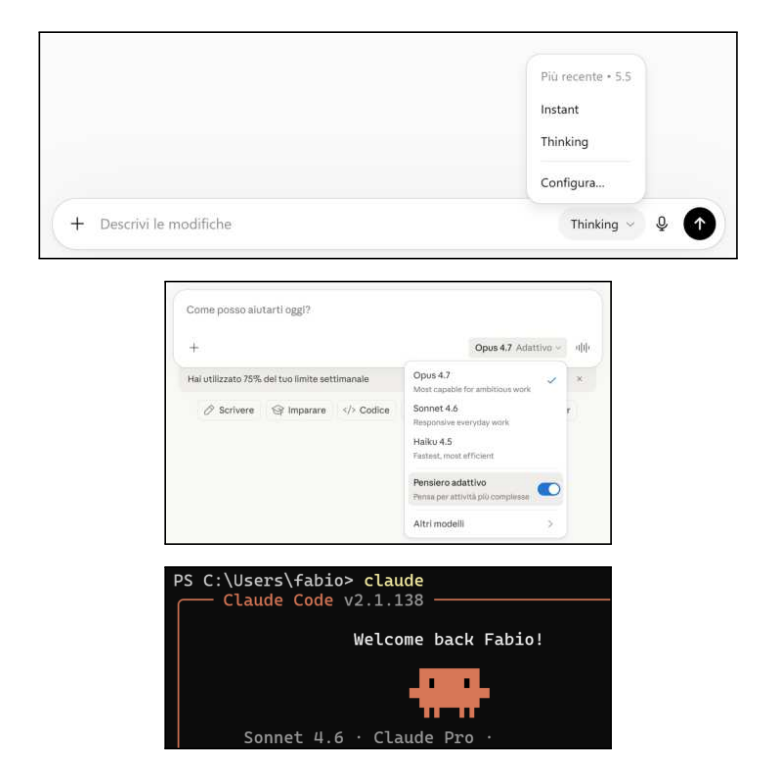 Più recente • 5.5
Instant
Thinking
Configura...
+ Descrivi le modifiche
Thinking
Come posso aiutarti oggi?
+
Opus 4.7 Adattivo
Hai utilizzato 75% del tuo limite settimanale
×
Scrivere
Imparare
</> Codice
r
Opus 4.7
Most capable for ambitious work
Sonnet 4.6
Responsive everyday work
Haiku 4.5
Fastest, most efficient
Pensiero adattivo
Pensa per attività più complesse
Altri modelli
PS C:\Users\fabio> claude
Claude Code v2.1.138
Welcome back Fabio!
Sonnet 4.6 · Claude Pro ·